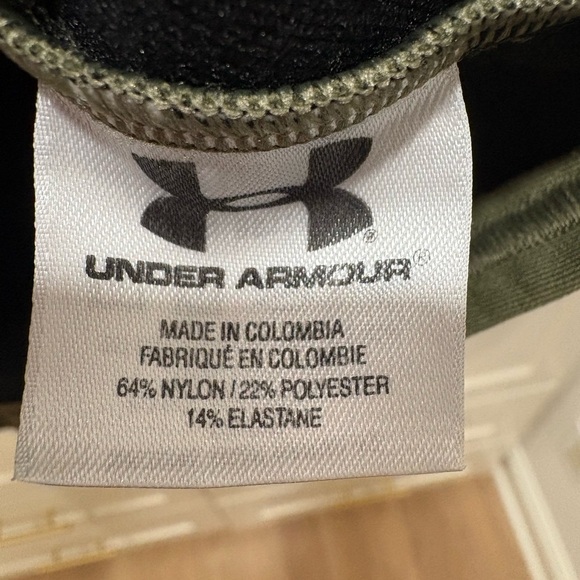 UNDER ARMOUR®
MADE IN COLOMBIA
FABRIQUÉ EN COLOMBIE
64% NYLON / 22% POLYESTER
14% ELASTANE